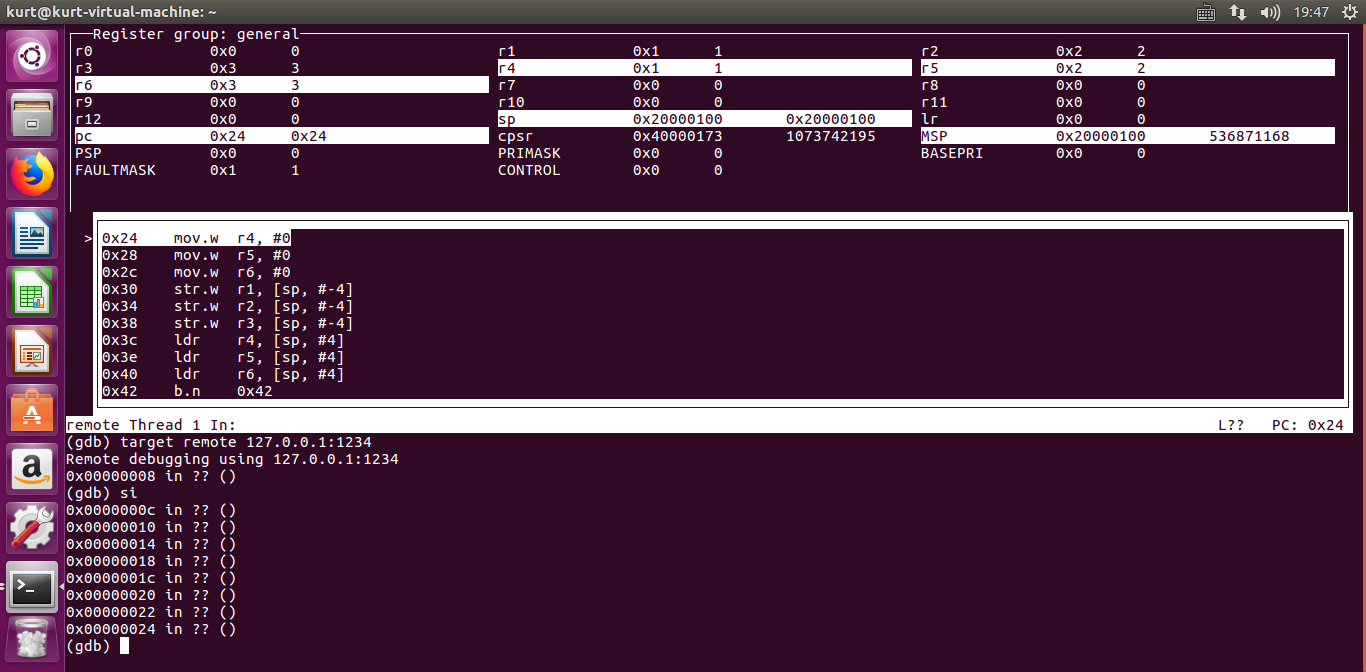 kurt@kurt-virtual-machine: ~ 19:47
Register group: general
r0 0x0 0 r1 0x1 1 r2 0x2 2
r3 0x3 3 r4 0x1 1 r5 0x2 2
r6 0x3 3 r7 0x0 0 r8 0x0 0
r9 0x0 0 r10 0x0 0 r11 0x0 0
r12 0x0 0 sp 0x20000100 0x20000100 lr 0x0 0
pc 0x24 0x24 cpsr 0x40000173 1073742195 MSP 0x20000100 536871168
PSP 0x0 0 PRIMASK 0x0 0 BASEPRI 0x0 0
FAULTMASK 0x1 1 CONTROL 0x0 0
>0x24 mov.w r4, #0
0x28 mov.w r5, #0
0x2c mov.w r6, #0
0x30 str.w r1, [sp, #-4]
0x34 str.w r2, [sp, #-4]
0x38 str.w r3, [sp, #-4]
0x3c ldr r4, [sp, #4]
0x3e ldr r5, [sp, #4]
0x40 ldr r6, [sp, #4]
0x42 b.n 0x42
remote Thread 1 In: L?? PC: 0x24
(gdb) target remote 127.0.0.1:1234
Remote debugging using 127.0.0.1:1234
0x00000008 in ?? ()
(gdb) si
0x0000000c in ?? ()
0x00000010 in ?? ()
0x00000014 in ?? ()
0x00000018 in ?? ()
0x0000001c in ?? ()
0x00000020 in ?? ()
0x00000022 in ?? ()
0x00000024 in ?? ()
(gdb)